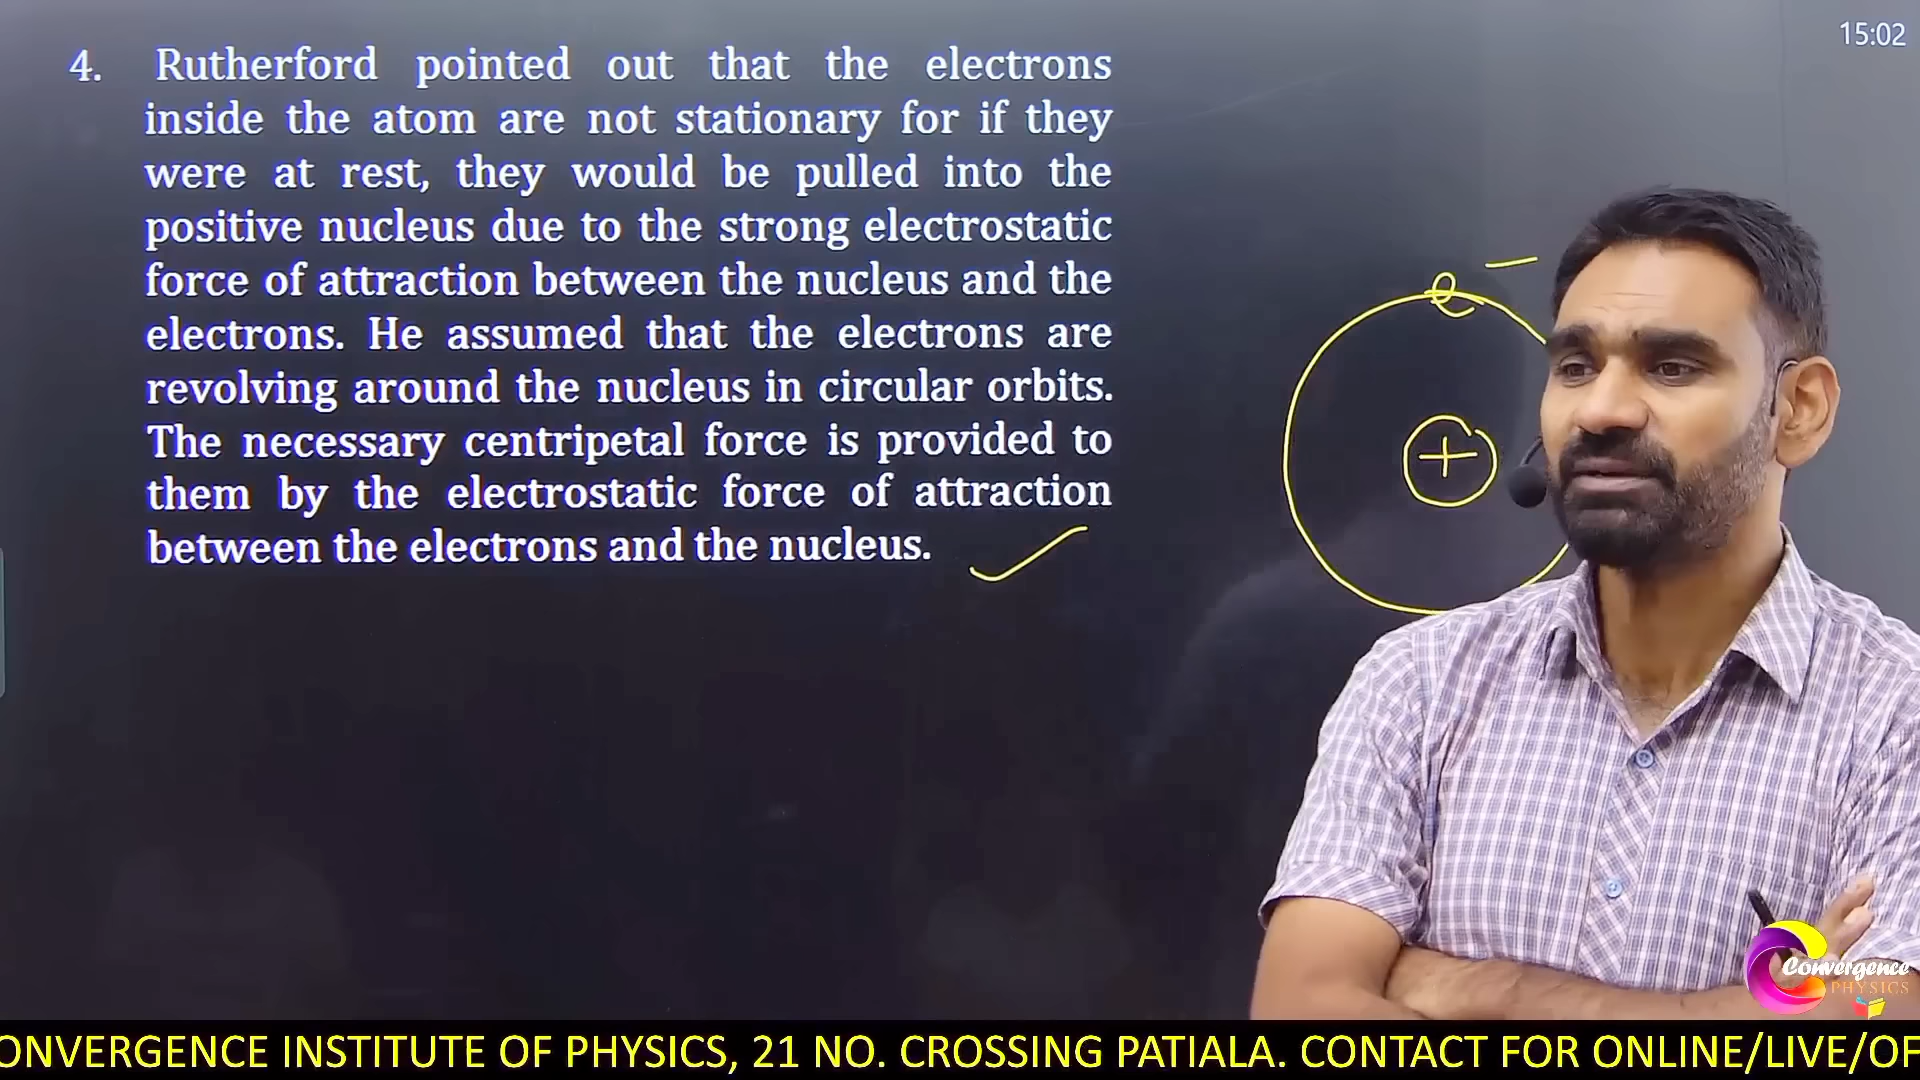 15:02
4. Rutherford pointed out that the electrons
inside the atom are not stationary for if they
were at rest, they would be pulled into the
positive nucleus due to the strong electrostatic
force of attraction between the nucleus and the
electrons. He assumed that the electrons are
revolving around the nucleus in circular orbits.
The necessary centripetal force is provided to
them by the electrostatic force of attraction
between the electrons and the nucleus.
e −
+
Convergence
PHYSICS
ONVERGENCE INSTITUTE OF PHYSICS, 21 NO. CROSSING PATIALA. CONTACT FOR ONLINE/LIVE/OF